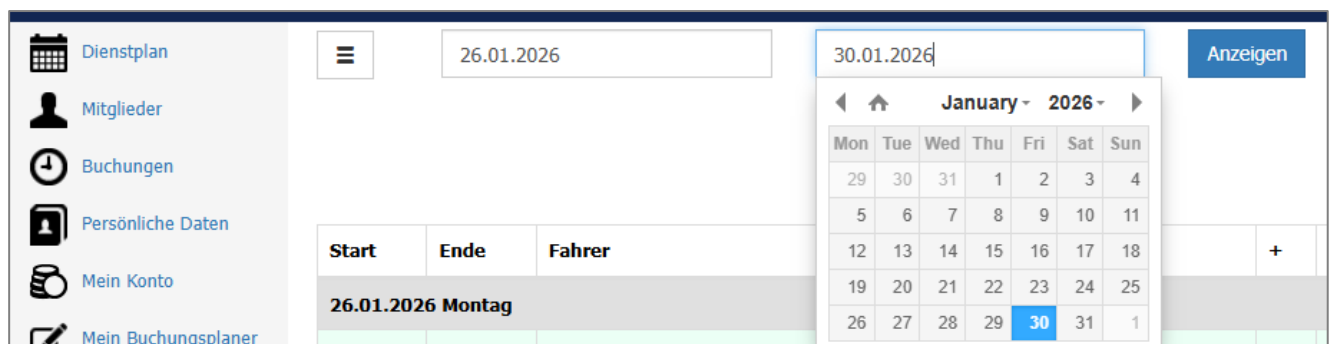 Dienstplan
Mitglieder
Buchungen
Persönliche Daten
Mein Konto
Mein Buchungsplaner
26.01.2026 30.01.2026 Anzeigen
January 2026
Mon Tue Wed Thu Fri Sat Sun
29 30 31 1 2 3 4
5 6 7 8 9 10 11
12 13 14 15 16 17 18
19 20 21 22 23 24 25
26 27 28 29 30 31 1
Start Ende Fahrer +
26.01.2026 Montag